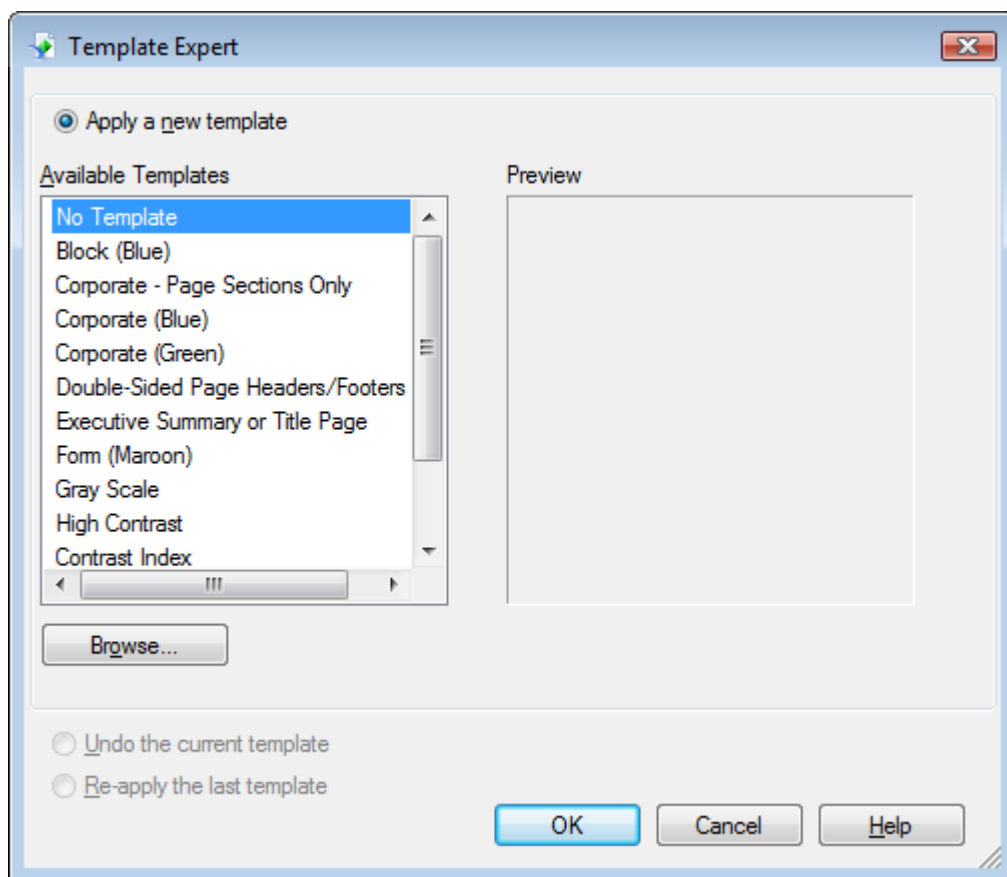 Template Expert
Apply a new template
Available Templates
Preview
No Template
Block (Blue)
Corporate - Page Sections Only
Corporate (Blue)
Corporate (Green)
Double-Sided Page Headers/Footers
Executive Summary or Title Page
Form (Maroon)
Gray Scale
High Contrast
Contrast Index
Browse...
Undo the current template
Re-apply the last template
OK
Cancel
Help